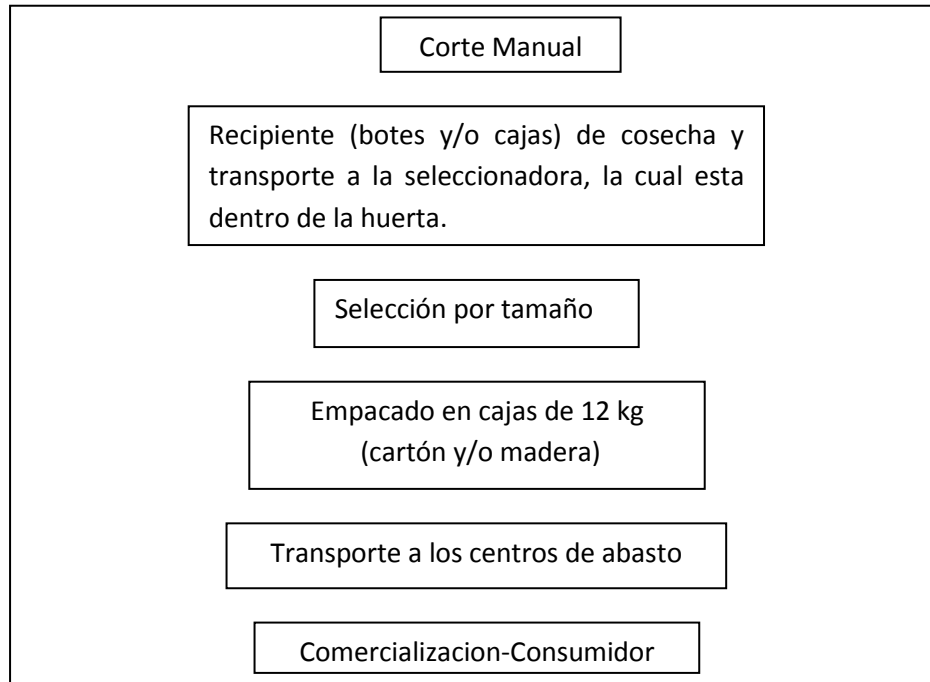 Corte Manual
Recipiente (botes y/o cajas) de cosecha y
transporte a la seleccionadora, la cual esta
dentro de la huerta.
Selección por tamaño
Empacado en cajas de 12 kg
(cartón y/o madera)
Transporte a los centros de abasto
Comercializacion-Consumidor